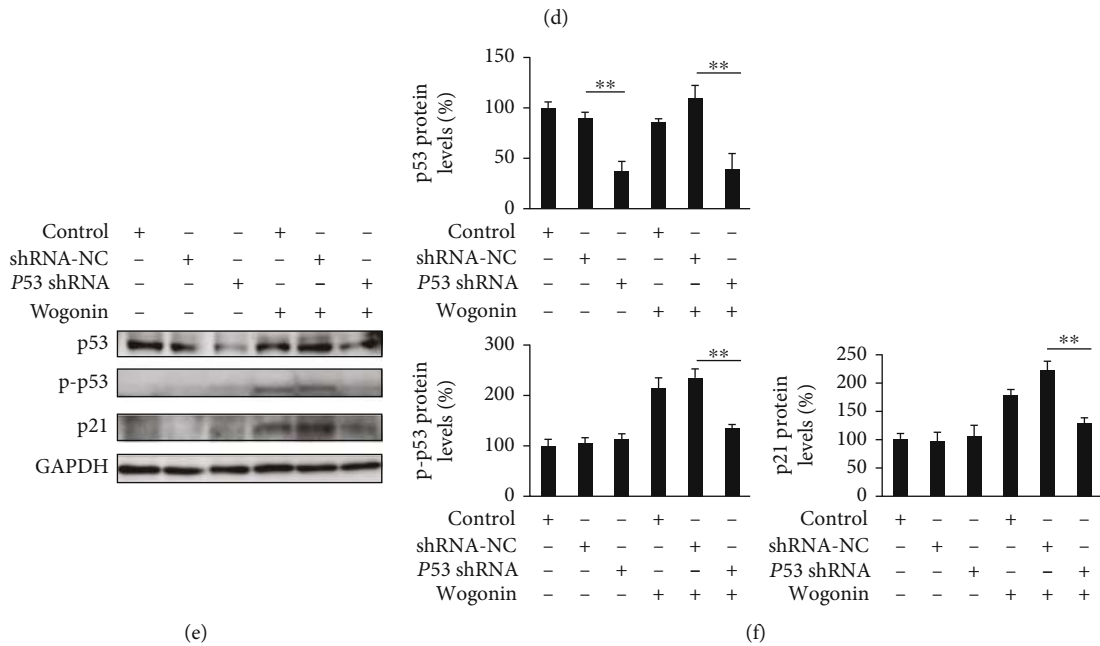 (d)
150
100
50
0
p53 protein
levels (%)
**
**
Control + – – + – –
shRNA-NC – + – – + –
P53 shRNA – – + – – +
Wogonin – – – + + +
Control + – – + – –
shRNA-NC – + – – + –
P53 shRNA – – + – – +
Wogonin – – – + + +
p53
p-p53
p21
GAPDH
(e)
300
200
100
0
p-p53 protein
levels (%)
**
Control + – – + – –
shRNA-NC – + – – + –
P53 shRNA – – + – – +
Wogonin – – – + + +
250
200
150
100
50
0
p21 protein
levels (%)
**
Control + – – + – –
shRNA-NC – + – – + –
P53 shRNA – – + – – +
Wogonin – – – + + +
(f)